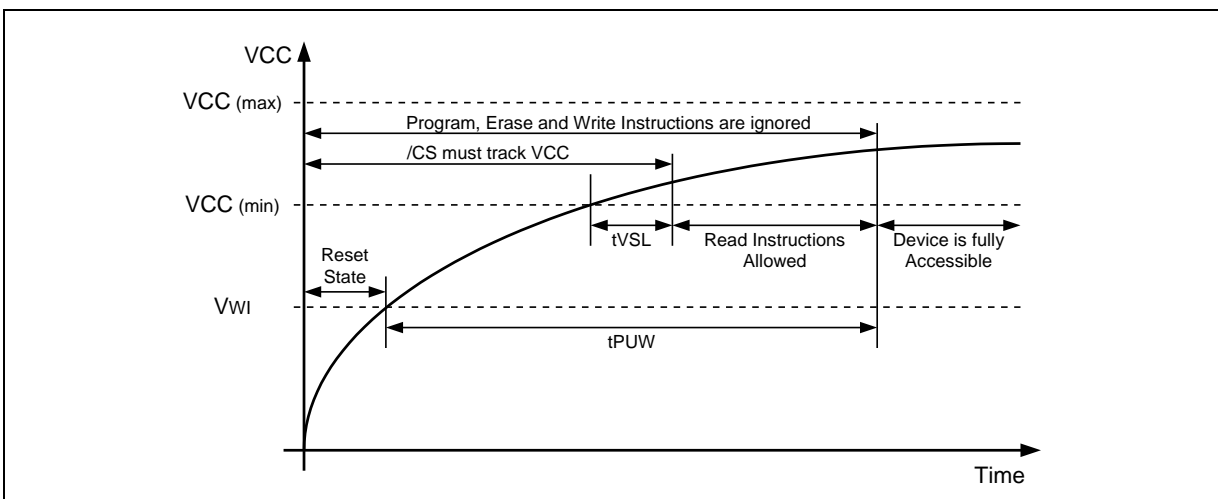 VCC
VCC (max)
Program, Erase and Write Instructions are ignored
/CS must track VCC
VCC (min)
tVSL
Read Instructions
Allowed
Device is fully
Accessible
Reset
State
VWI
tPUW
Time